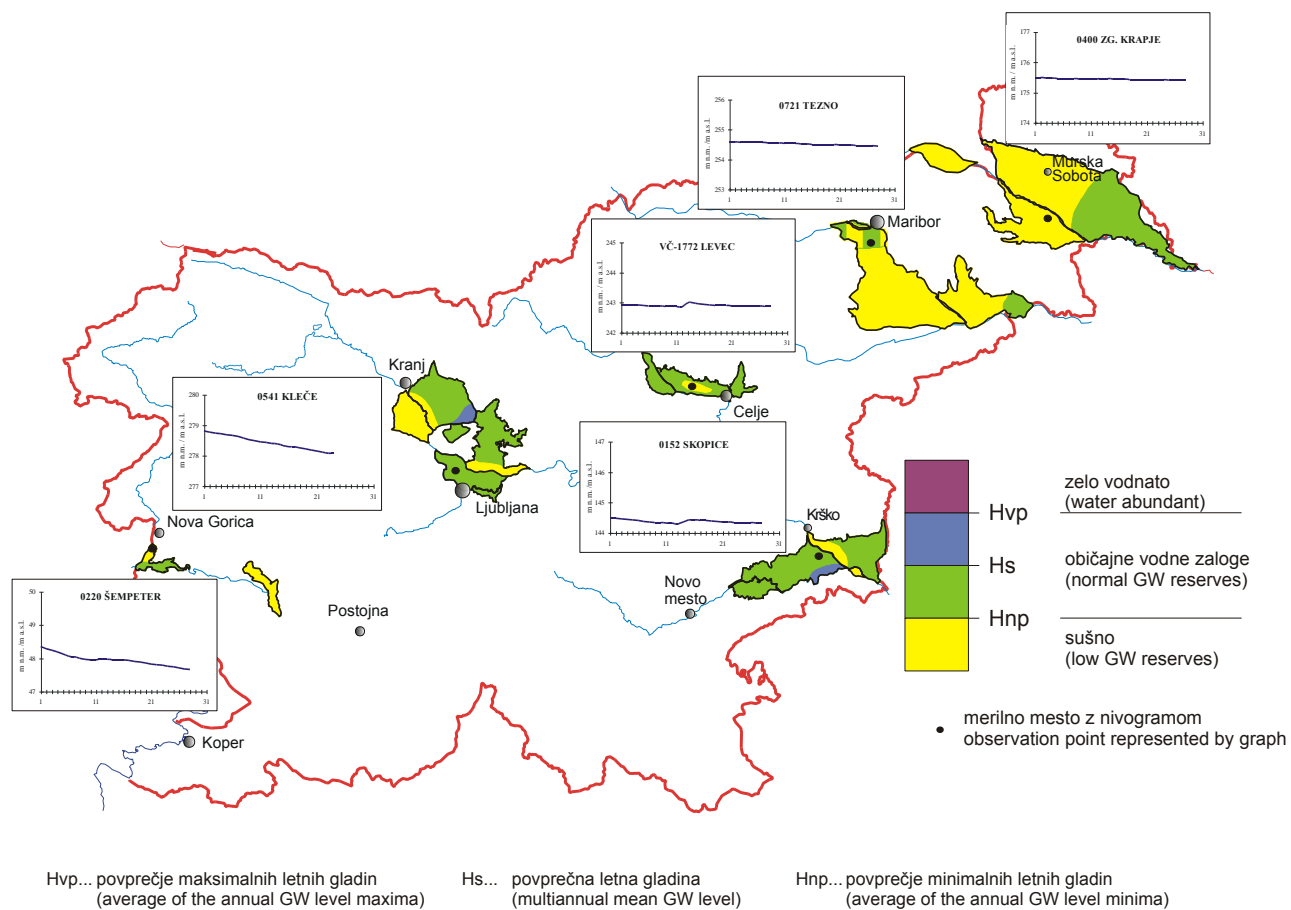 0400 ZG. KRAPJE
m n.m. / m a.s.l.
177
176
175
174
1 11 21 31
0721 TEZNO
m n.m. /m a.s.l.
256
255
254
253
1 11 21 31
Murska
Sobota
Maribor
VČ-1772 LEVEC
m n.m. / m a.s.l.
245
244
243
242
1 11 21 31
Kranj
0541 KLEČE
m n.m. / m a.s.l.
280
279
278
277
1 11 21 31
Celje
0152 SKOPICE
m n.m. / m a.s.l.
147
146
145
144
1 11 21 31
Ljubljana
Nova Gorica
Krško
Novo
mesto
Postojna
0220 ŠEMPETER
m n.m. /m a.s.l.
50
49
48
47
1 11 21 31
Koper
zelo vodnato
(water abundant)
Hvp
običajne vodne zaloge
(normal GW reserves)
Hs
Hnp
sušno
(low GW reserves)
merilno mesto z nivogramom
observation point represented by graph
Hvp... povprečje maksimalnih letnih gladin
(average of the annual GW level maxima)
Hs... povprečna letna gladina
(multiannual mean GW level)
Hnp... povprečje minimalnih letnih gladin
(average of the annual GW level minima)